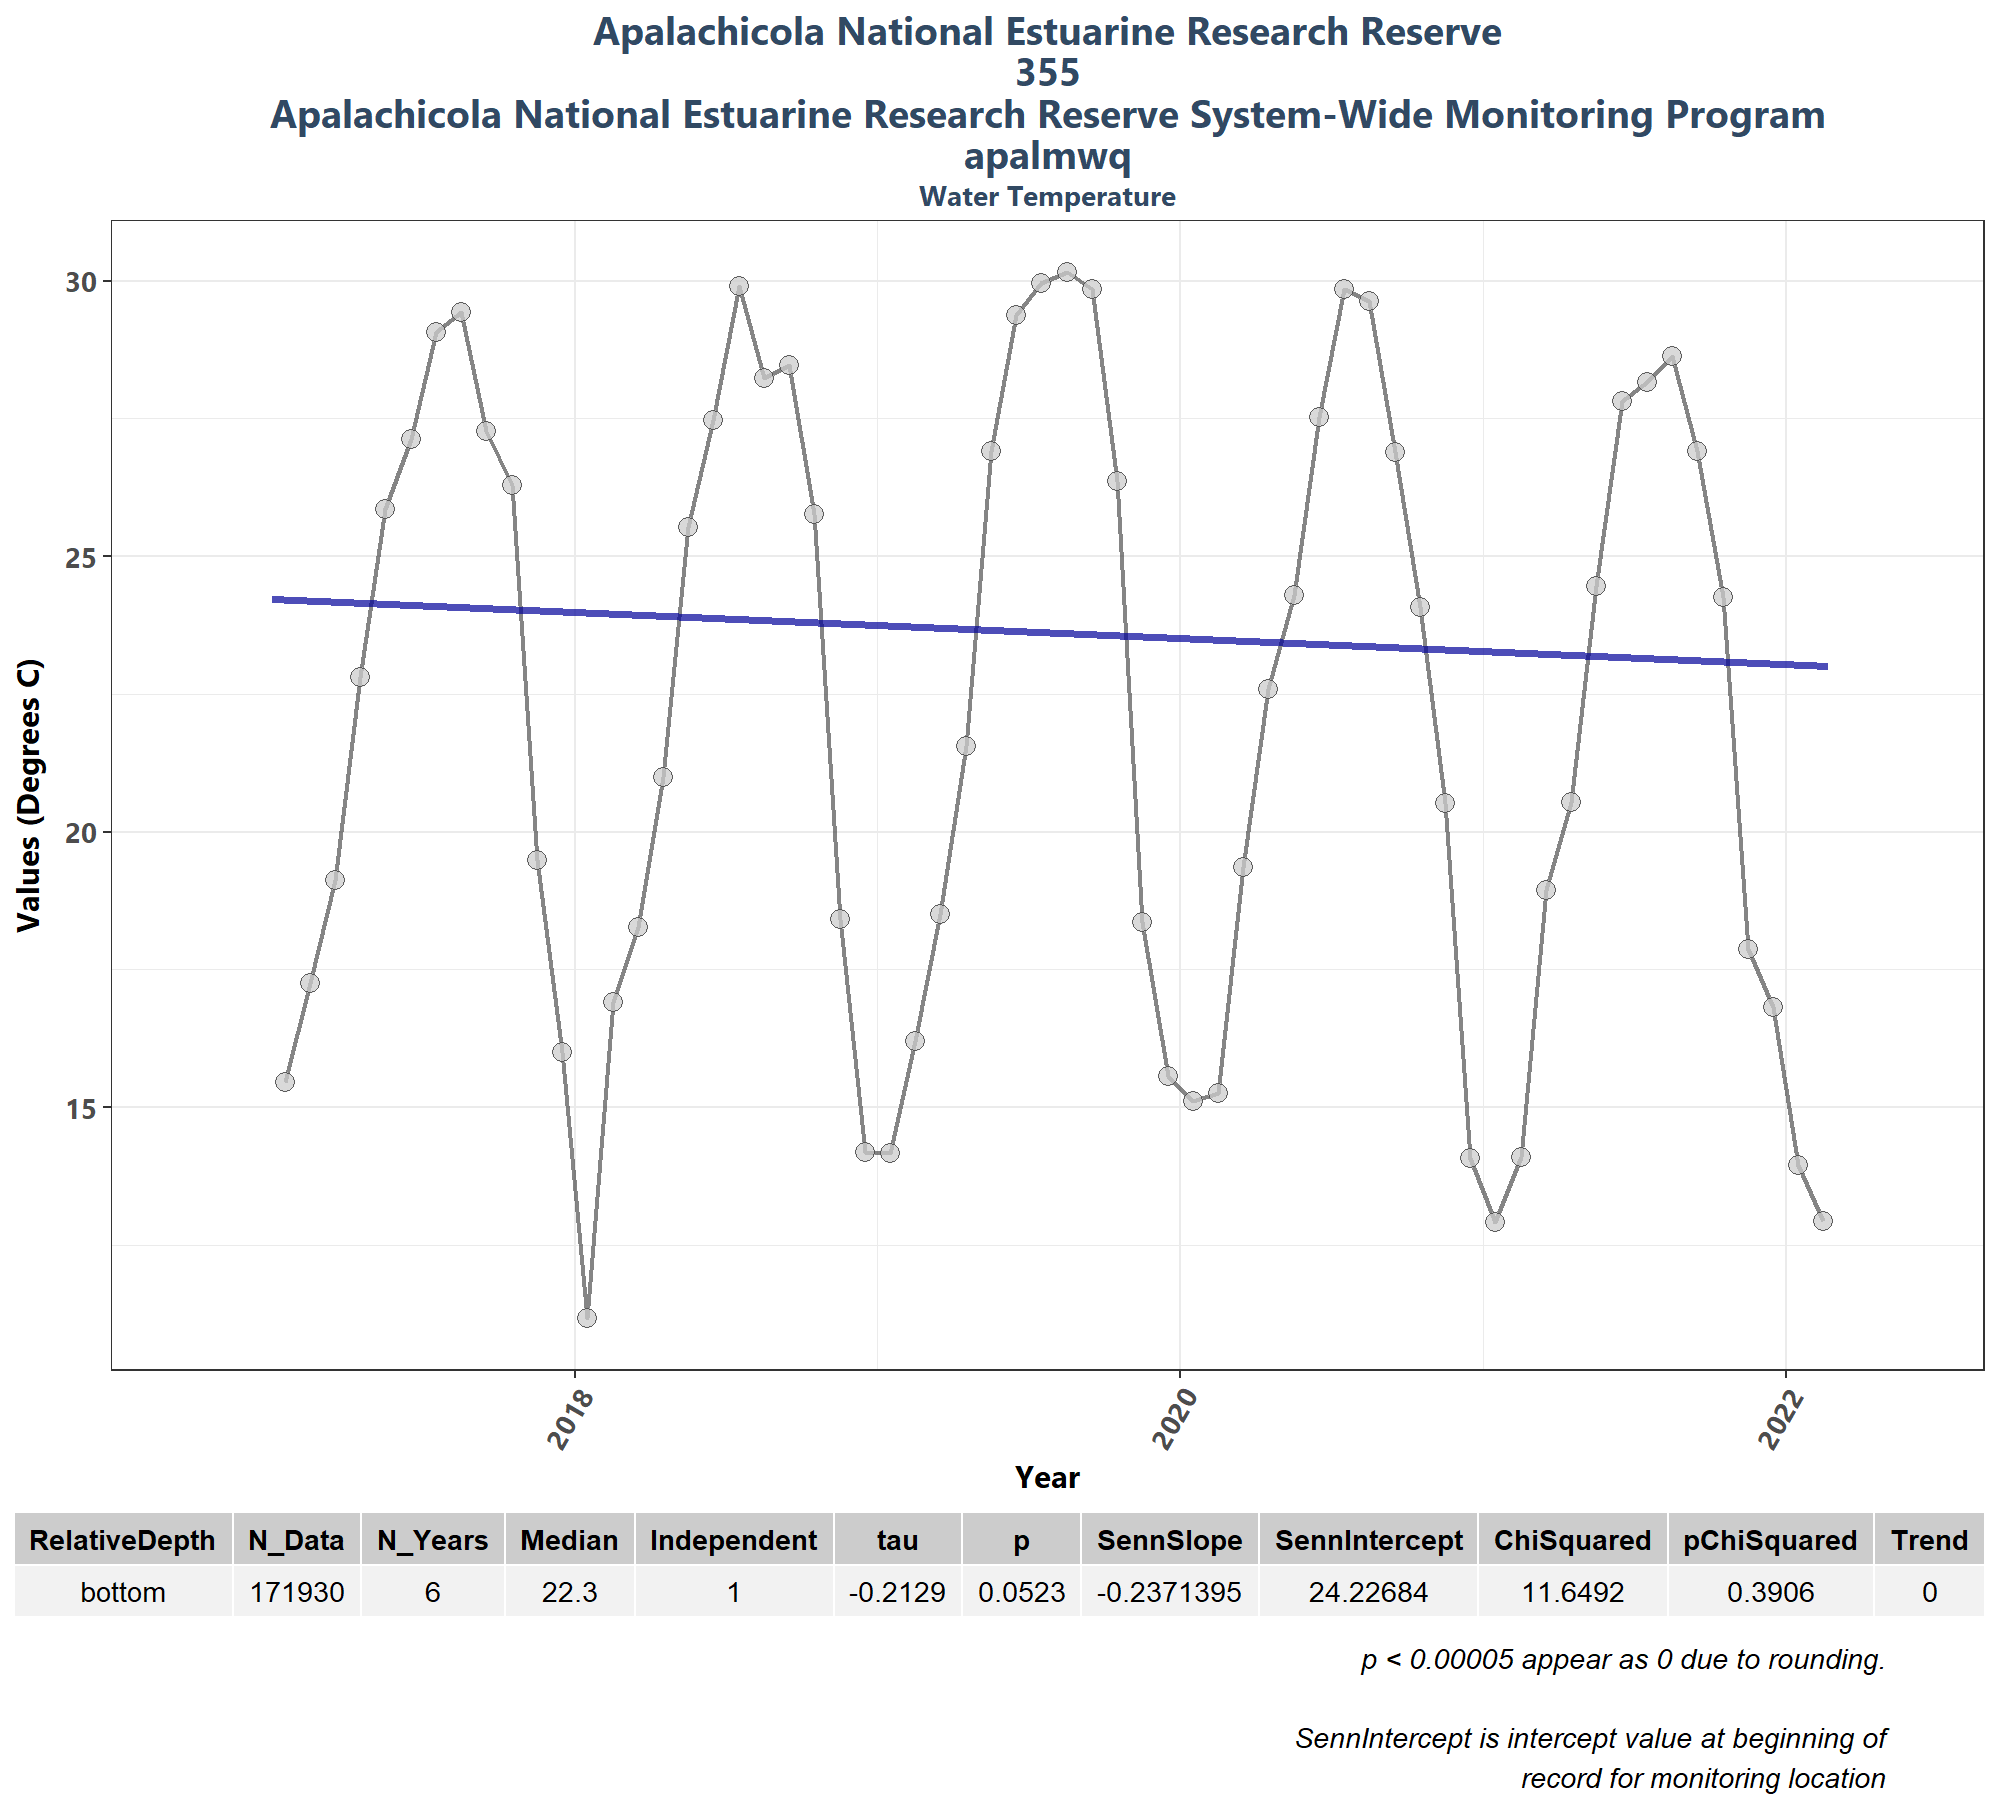 Apalachicola National Estuarine Research Reserve
355
Apalachicola National Estuarine Research Reserve System-Wide Monitoring Program
apalmwq
Water Temperature
30
25
20
15
Values (Degrees C)
2018
2020
2022
Year
RelativeDepth N_Data N_Years Median Independent tau p SennSlope SennIntercept ChiSquared pChiSquared Trend
bottom 171930 6 22.3 1 -0.2129 0.0523 -0.2371395 24.22684 11.6492 0.3906 0
p < 0.00005 appear as 0 due to rounding.
SennIntercept is intercept value at beginning of
record for monitoring location